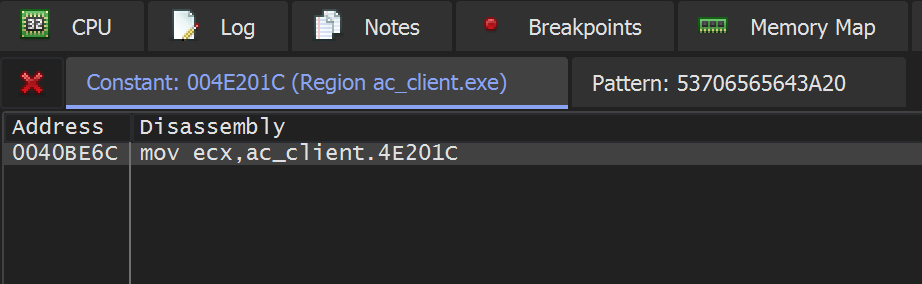 32 CPU Log Notes Breakpoints Memory Map
Constant: 004E201C (Region ac_client.exe) Pattern: 53706565643A20
Address Disassembly
0040BE6C mov ecx,ac_client.4E201C